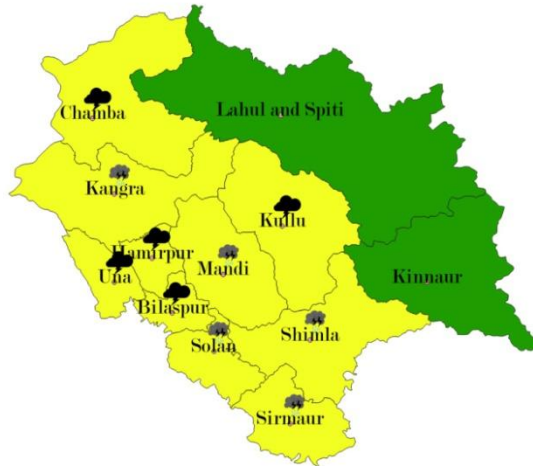 Chamba
Lahul and Spiti
Kangra
Kullu
Hamirpur
Una
Mandi
Kinnaur
Bilaspur
Solan
Shimla
Sirmaur